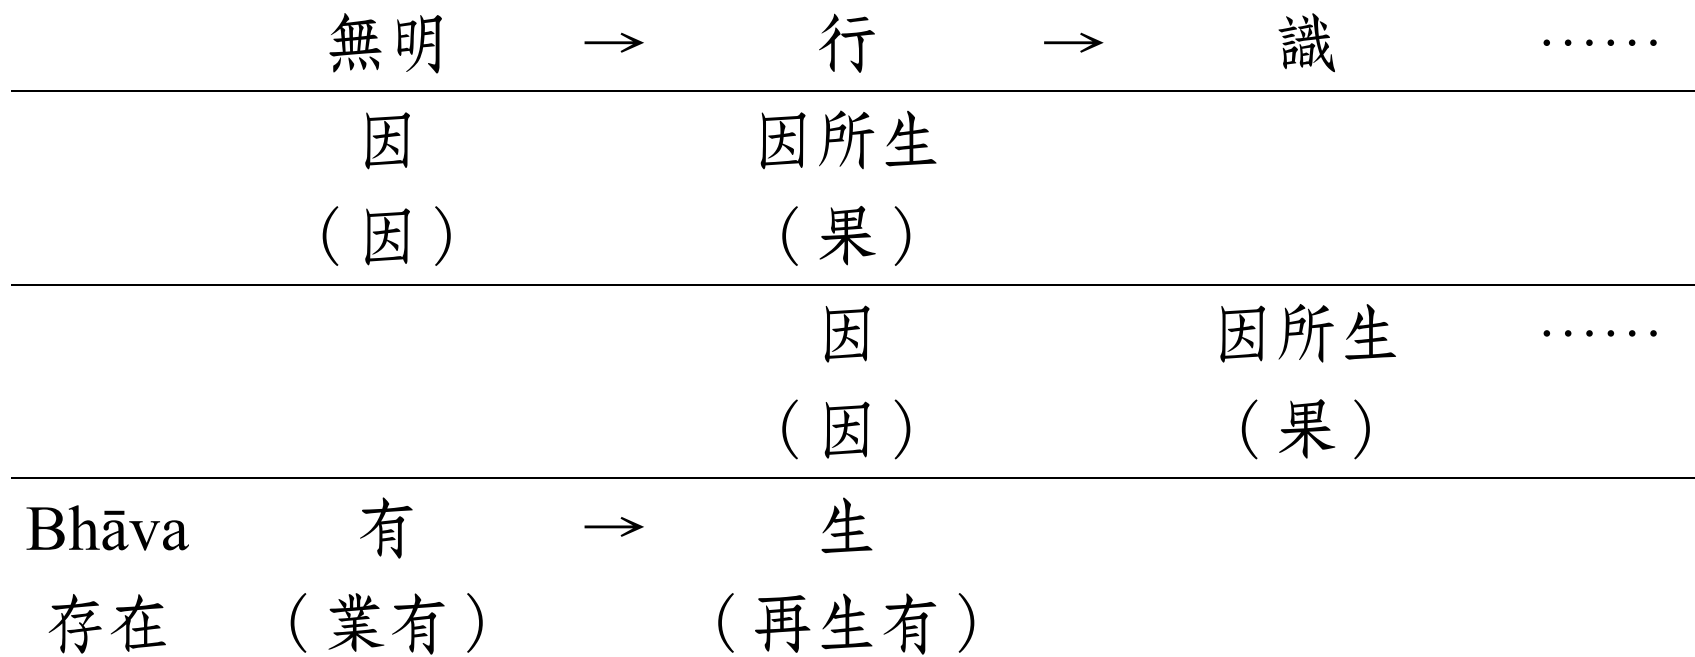 無明 → 行 → 識 ……
因 因所生
（因） （果）
因 因所生 ……
（因） （果）
Bhāva 有 → 生
存在 （業有） （再生有）